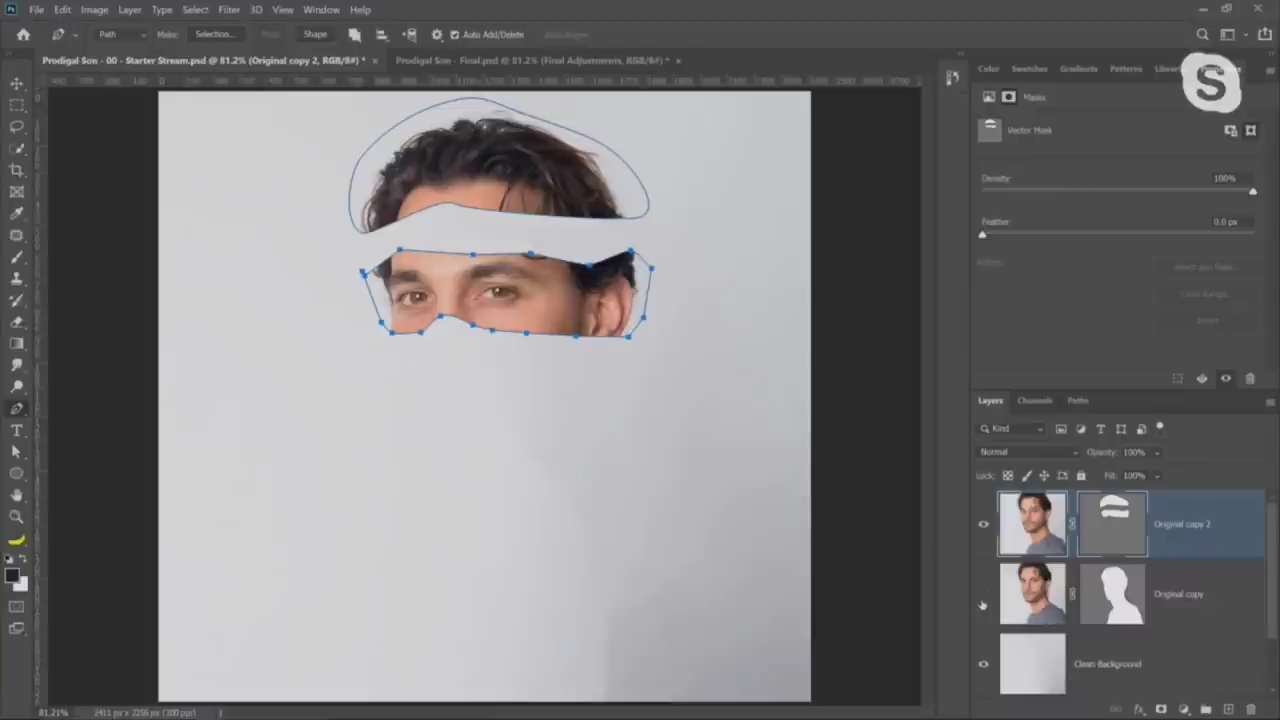 Ps File Edit Image Layer Type Select Filter 3D View Window Help
Path Make: Selection... Shape Auto Add/Delete
Prodigal Son - 00 - Starter Stream.psd @ 81.2% (Original copy 2, RGB/8#) * × Prodigal Son - Final.psd @ 81.2% (Final Adjustments, RGB/8#) * ×
Color Swatches Gradients Patterns
S
Masks
Vector Mask
Density: 100%
Feather: 0.0 px
Layers Channels Paths
Kind
Normal Opacity: 100%
Lock: Fill: 100%
Original copy 2
Original copy
Clean Background
81.21%